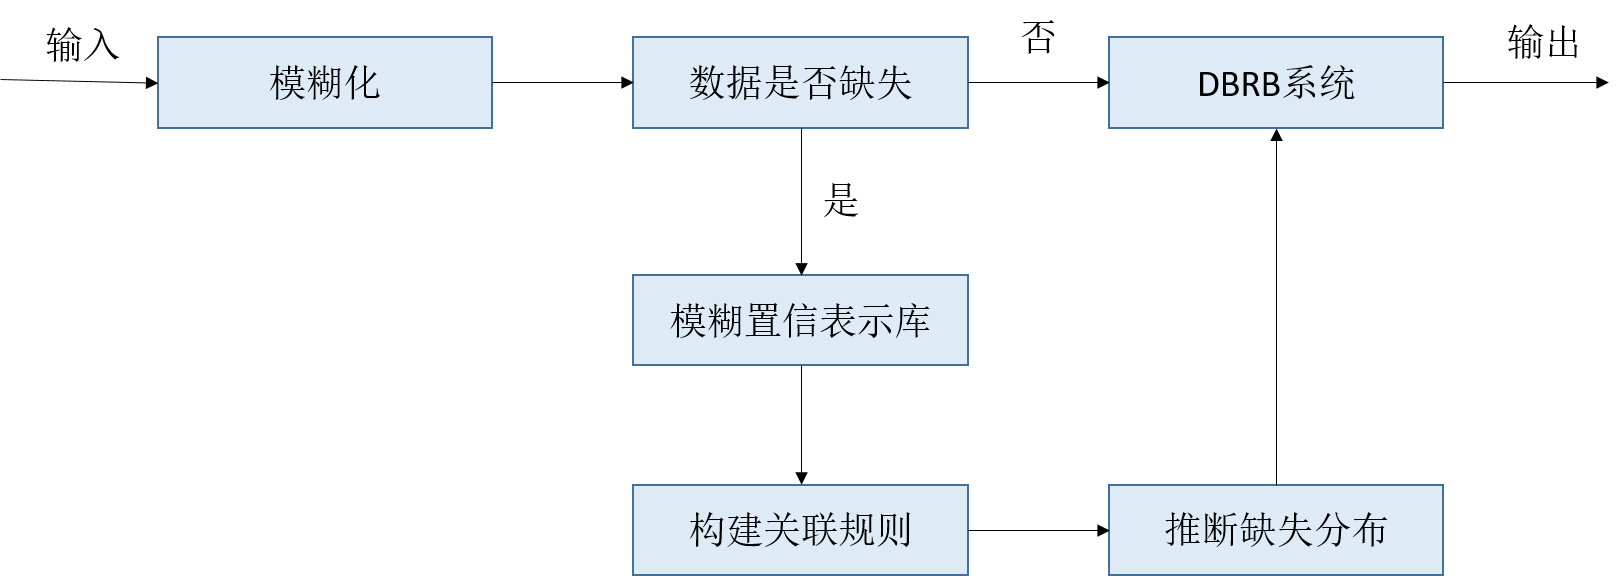 输入
模糊化
数据是否缺失
否
DBRB系统
输出
是
模糊置信表示库
构建关联规则
推断缺失分布